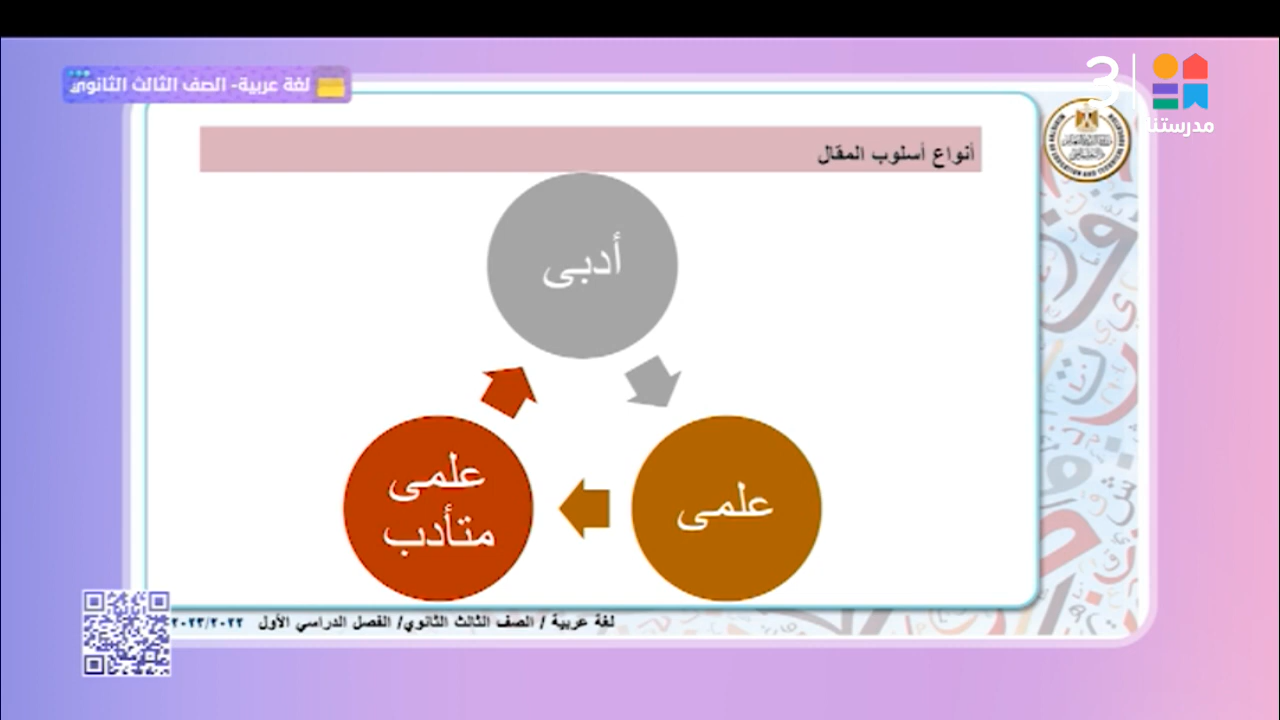 لغة عربية- الصف الثالث الثانوي
3
مدرستنا
أنواع أسلوب المقال
أدبى
علمى
علمى
متأدب
لغة عربية / الصف الثالث الثانوي/ الفصل الدراسي الأول ٢٠٢٣/٢٠٢٢